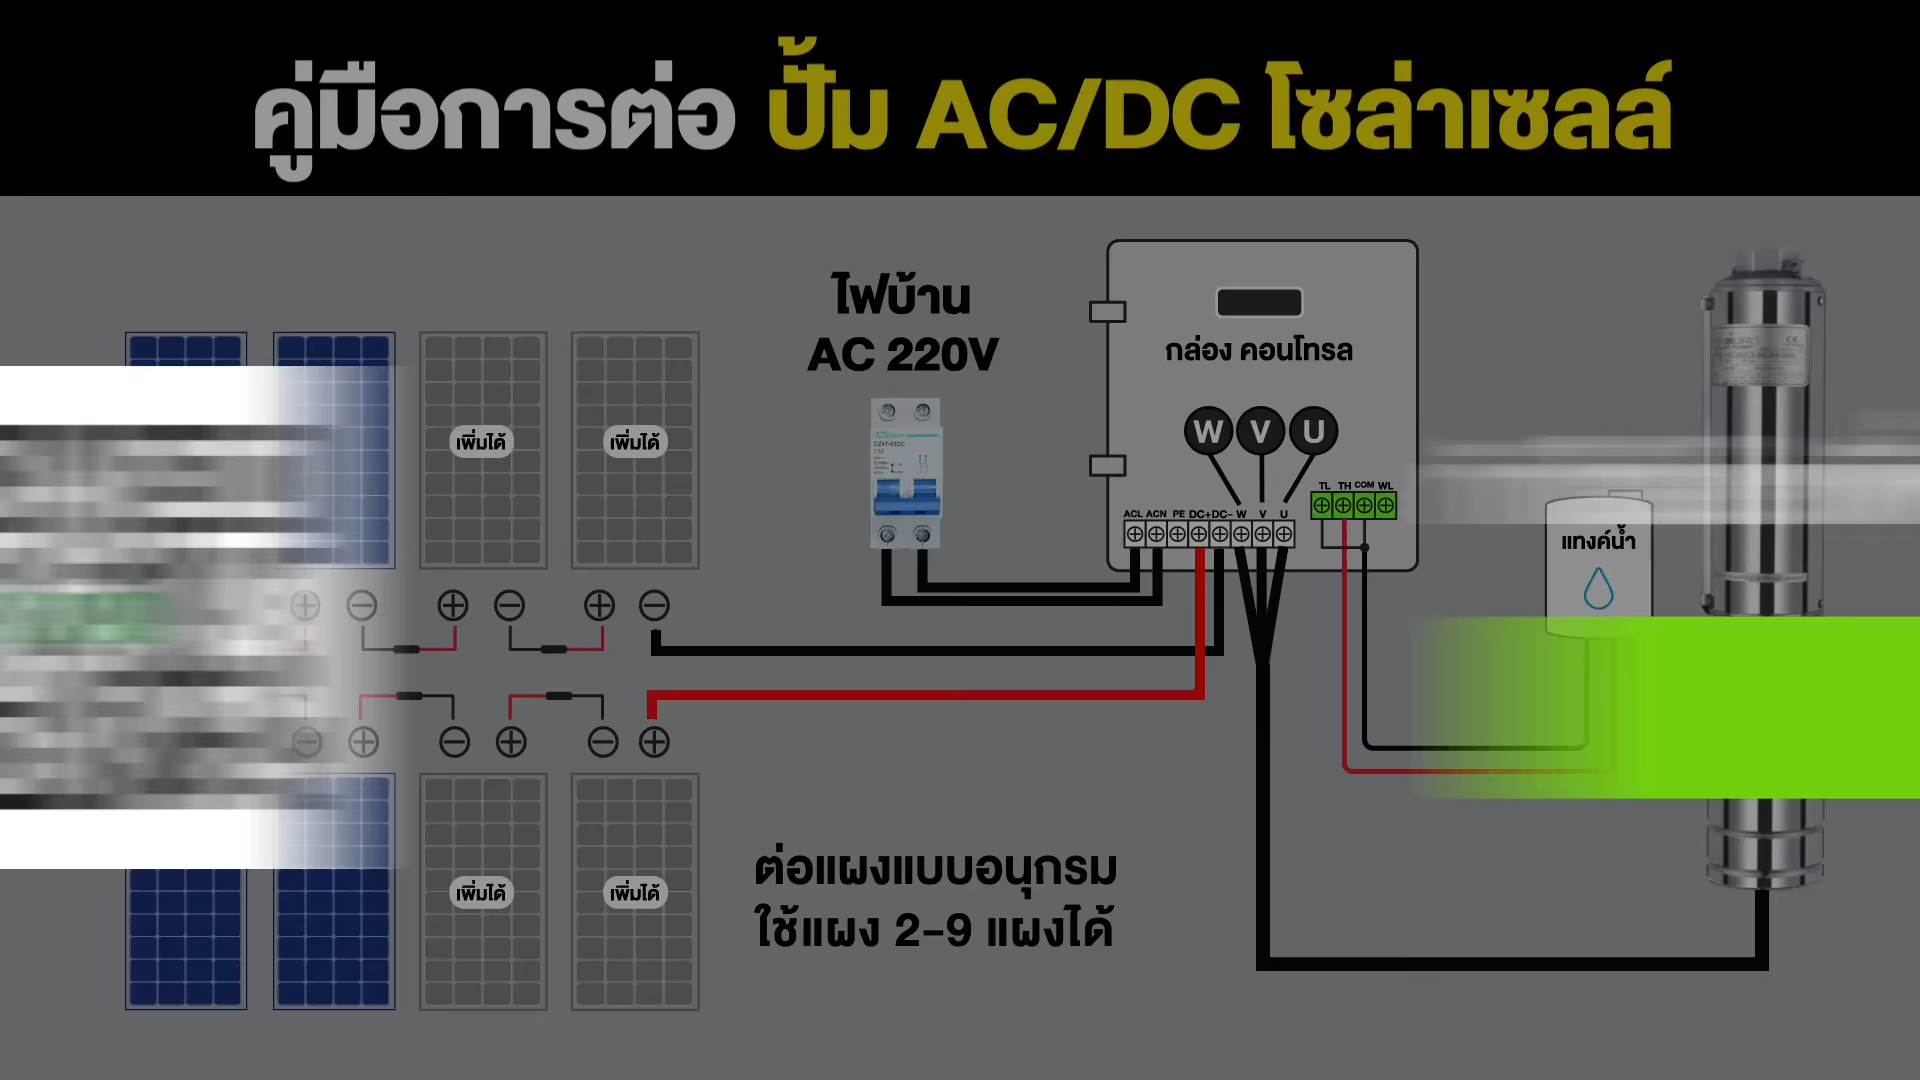 คู่มือการต่อ ปั้ม AC/DC โซล่าเซลล์
ไฟบ้าน
AC 220V
กล่อง คอนโทรล
W V U
TL TH COM WL
ACL ACN PE DC+ DC- W V U
DZ47-63DC
C32
เพิ่มได้ เพิ่มได้
แทงค์น้ำ
เพิ่มได้ เพิ่มได้
ต่อแผงแบบอนุกรม
ใช้แผง 2-9 แผงได้